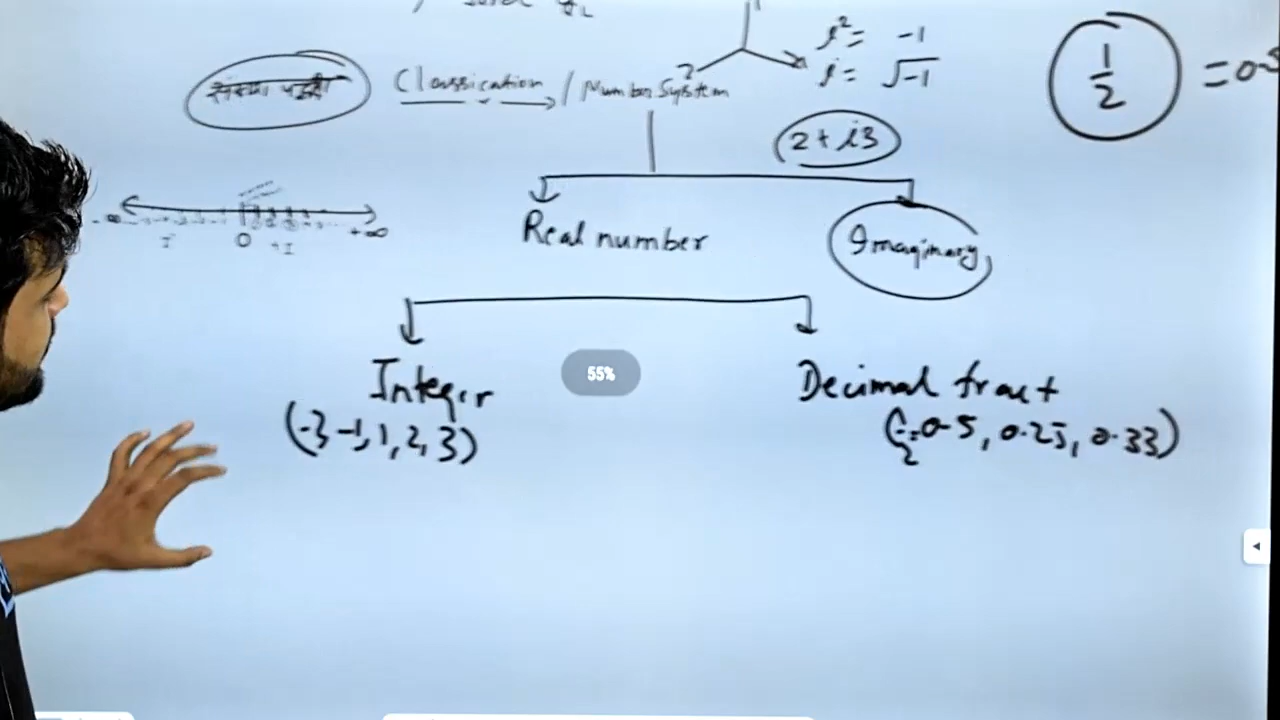 i² = -1
i = √-1
1/2 = 0.5
संख्या पद्धती
Classication / Number System
2 + i3
-∞ 0 +∞
-I +I
Real number
Imaginary
55%
Integer
Decimal fract
(-3 -1, 1, 2, 3)
(1/2=0.5, 0.25, 0.33)